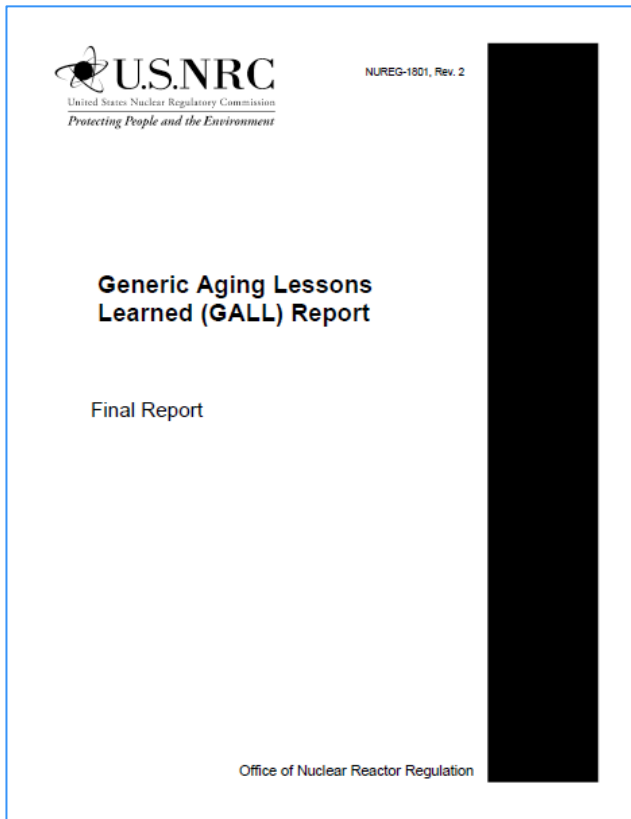 U.S.NRC
NUREG-1801, Rev. 2
United States Nuclear Regulatory Commission
Protecting People and the Environment
Generic Aging Lessons
Learned (GALL) Report
Final Report
Office of Nuclear Reactor Regulation